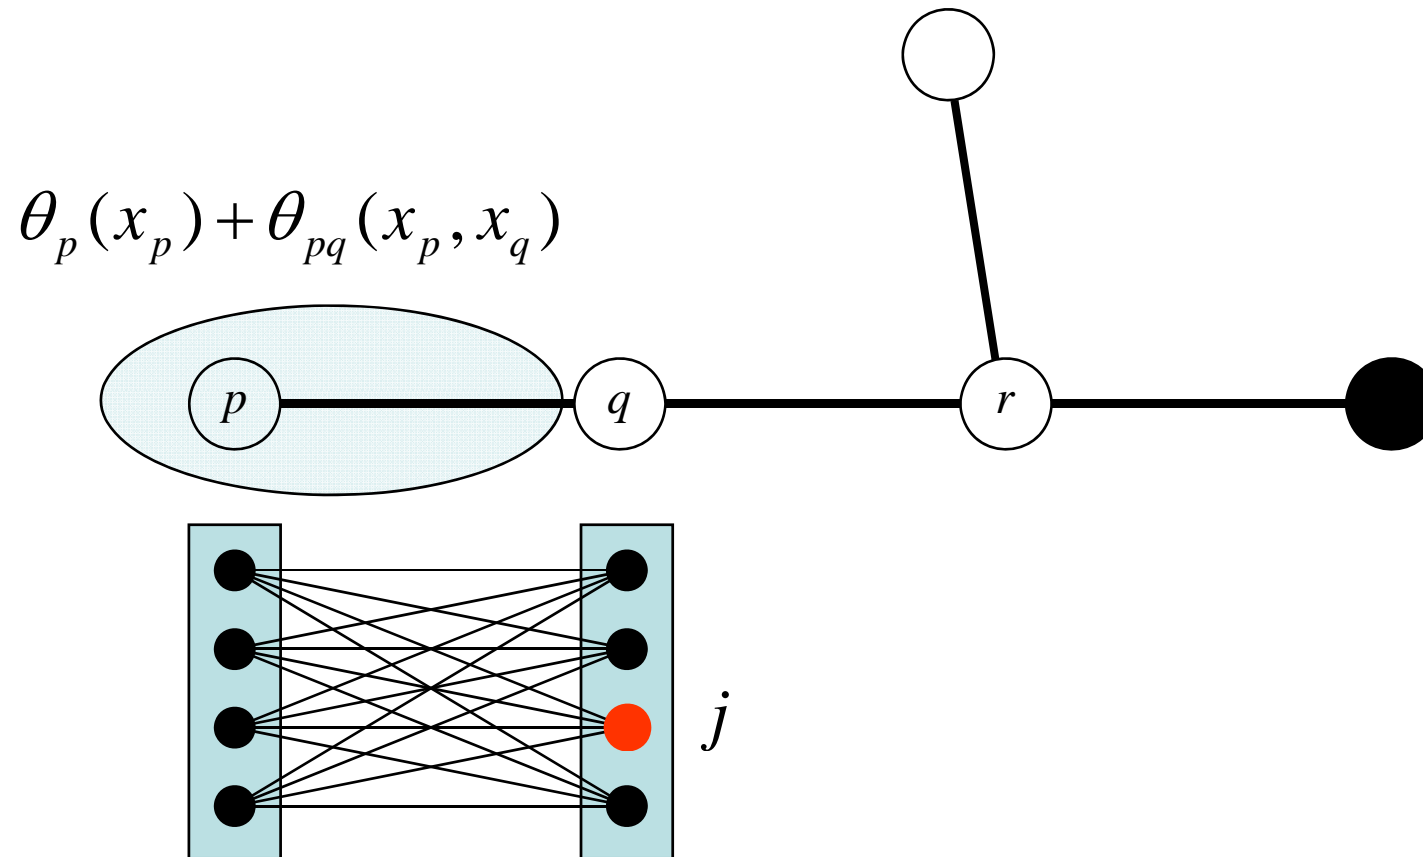 θp(xp) + θpq(xp, xq)
p q r
j